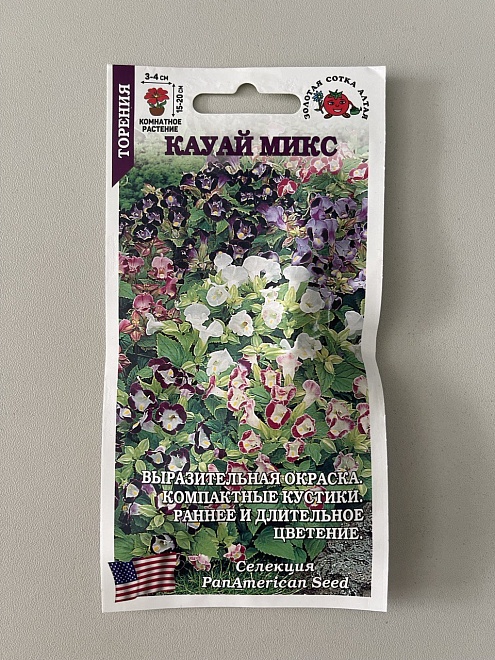 ТОРЕНИЯ
3-4 СМ
15-20 СМ
КОМНАТНОЕ
РАСТЕНИЕ
ЗОЛОТАЯ СОТКА АЛТАЯ
КАУАЙ МИКС
ВЫРАЗИТЕЛЬНАЯ ОКРАСКА.
КОМПАКТНЫЕ КУСТИКИ.
РАННЕЕ И ДЛИТЕЛЬНОЕ
ЦВЕТЕНИЕ.
Селекция
PanAmerican Seed